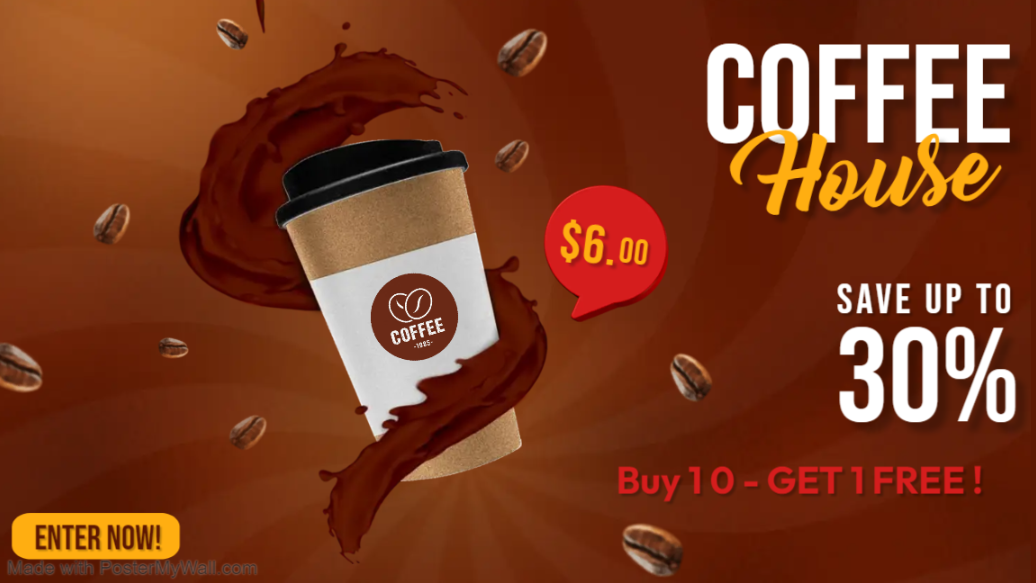 COFFEE
House
$6.00
COFFEE
-1985-
SAVE UP TO
30%
Buy 10 - GET 1 FREE !
ENTER NOW!
Made with PosterMyWall.com